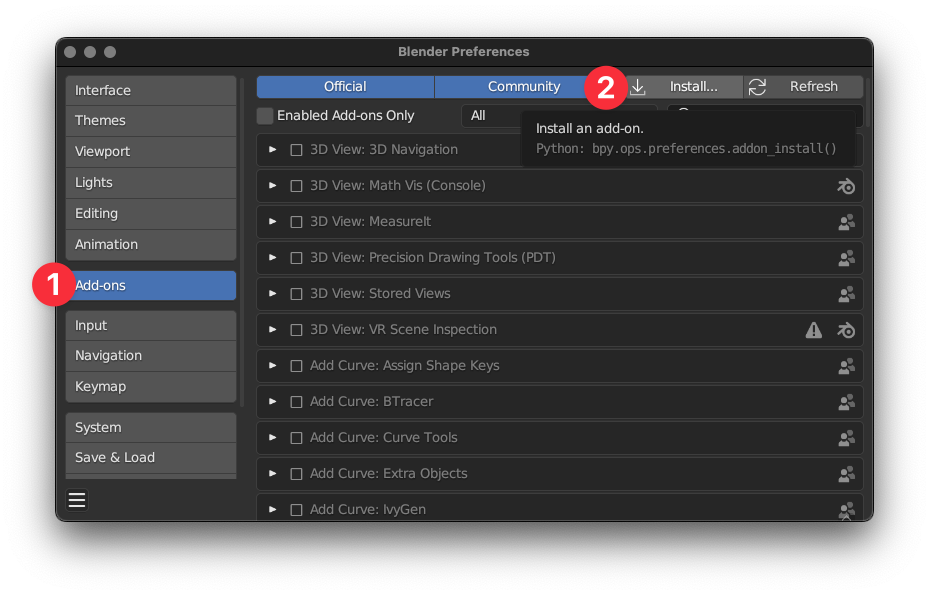 Blender Preferences
Interface
Themes
Viewport
Lights
Editing
Animation
1
Add-ons
Input
Navigation
Keymap
System
Save & Load
Official
Community
2
Install...
Refresh
Enabled Add-ons Only
All
Install an add-on.
Python: bpy.ops.preferences.addon_install()
3D View: 3D Navigation
3D View: Math Vis (Console)
3D View: MeasureIt
3D View: Precision Drawing Tools (PDT)
3D View: Stored Views
3D View: VR Scene Inspection
Add Curve: Assign Shape Keys
Add Curve: BTracer
Add Curve: Curve Tools
Add Curve: Extra Objects
Add Curve: IvyGen